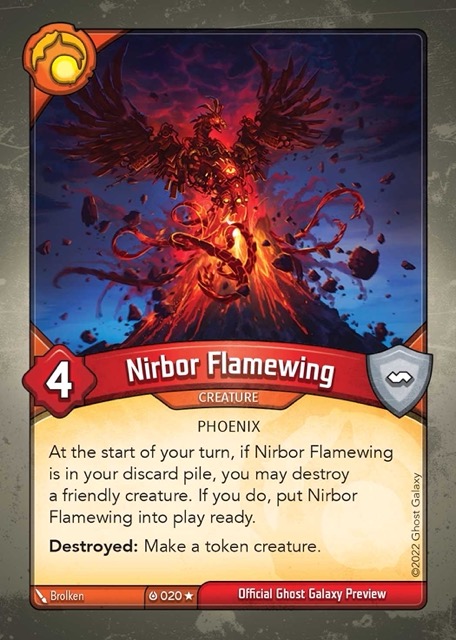 Nirbor Flamewing
4
CREATURE
PHOENIX
At the start of your turn, if Nirbor Flamewing
is in your discard pile, you may destroy
a friendly creature. If you do, put Nirbor
Flamewing into play ready.
Destroyed: Make a token creature.
©2022 Ghost Galaxy
Brolken
020★
Official Ghost Galaxy Preview